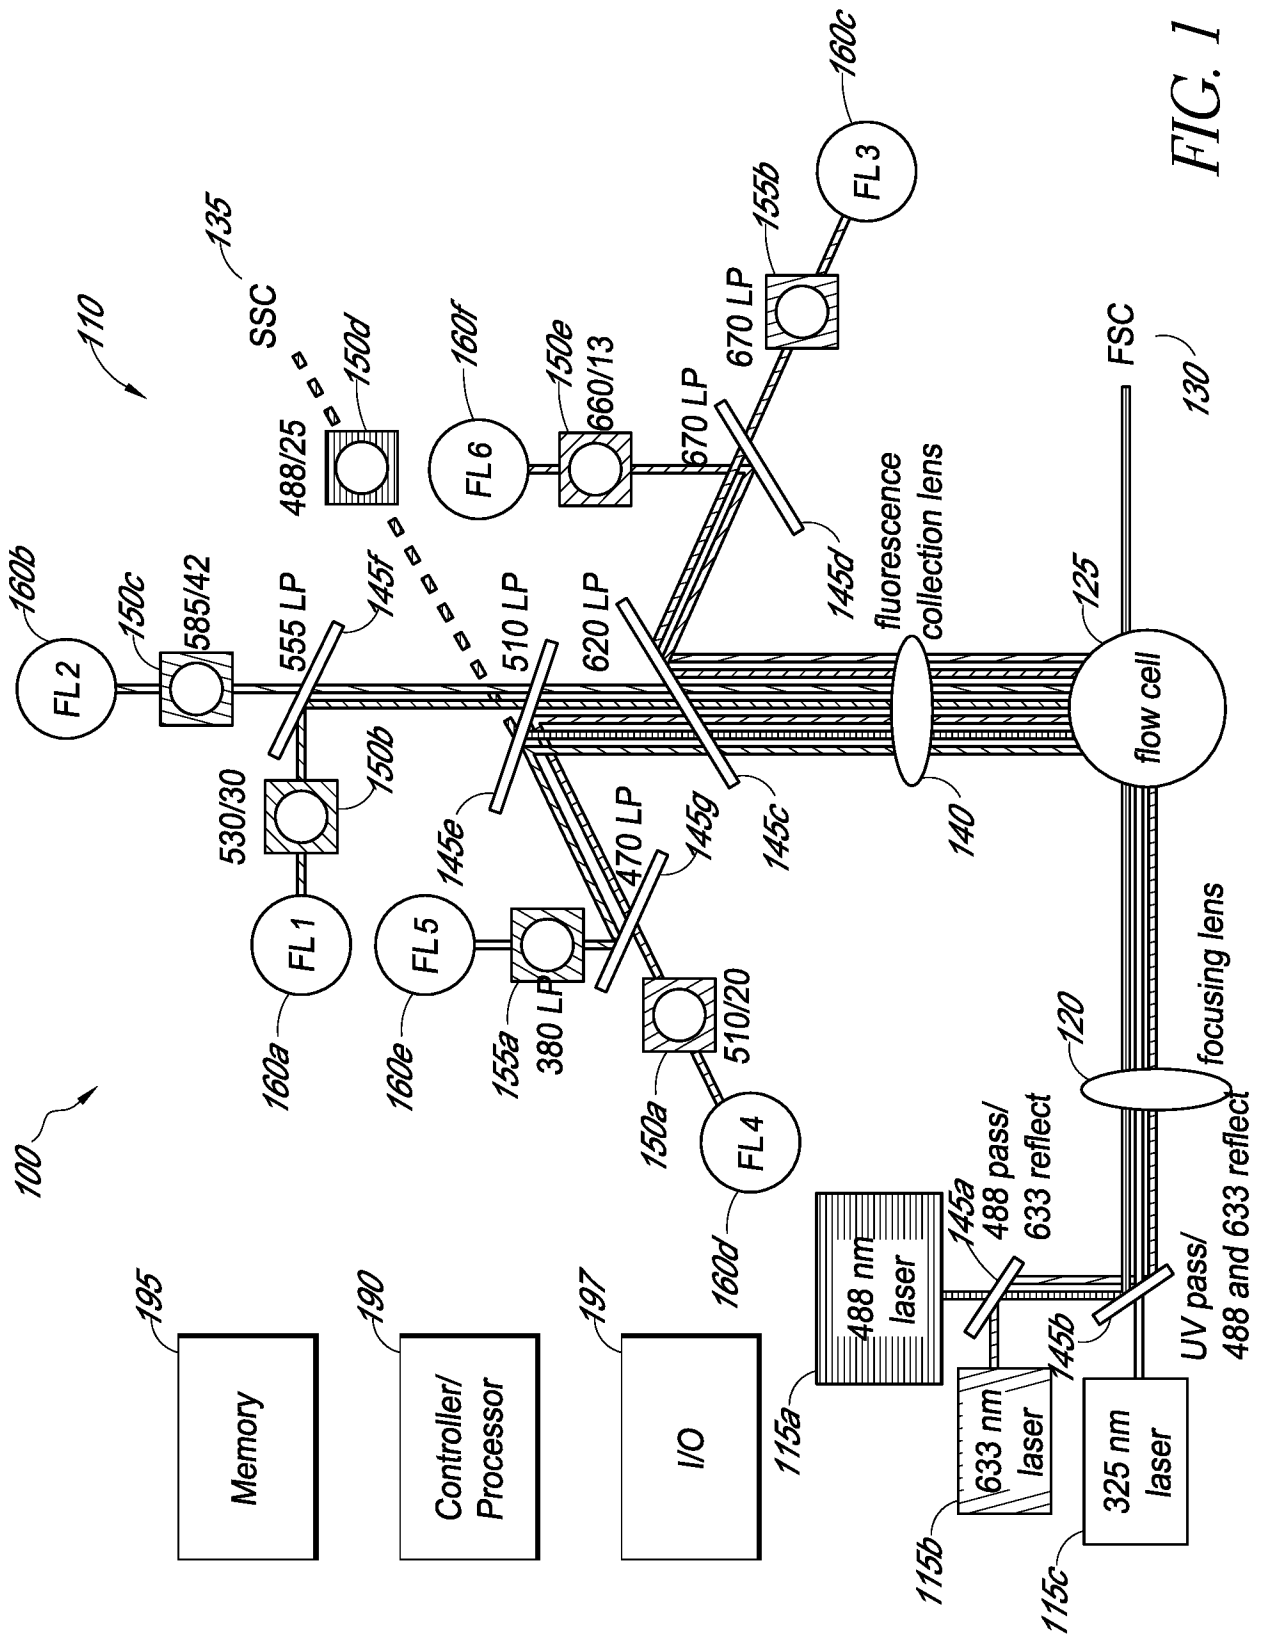 100
110
195
Memory
190
Controller/
Processor
197
I/O
160b
FL2
150c
585/42
555 LP
145f
135
SSC
488/25
150d
530/30
150b
FL1
160a
160f
FL6
150e
660/13
670 LP
FL5
160e
155a
380 LP
145e
510 LP
620 LP
470 LP
145g
145c
150a
510/20
FL4
160d
670 LP
155b
FL3
160c
145d
fluorescence
collection lens
140
125
flow cell
FSC
130
120
focusing lens
115a
488 nm
laser
145a
488 pass/
633 reflect
115b
633 nm
laser
145b
UV pass/
488 and 633 reflect
115c
325 nm
laser
FIG. 1